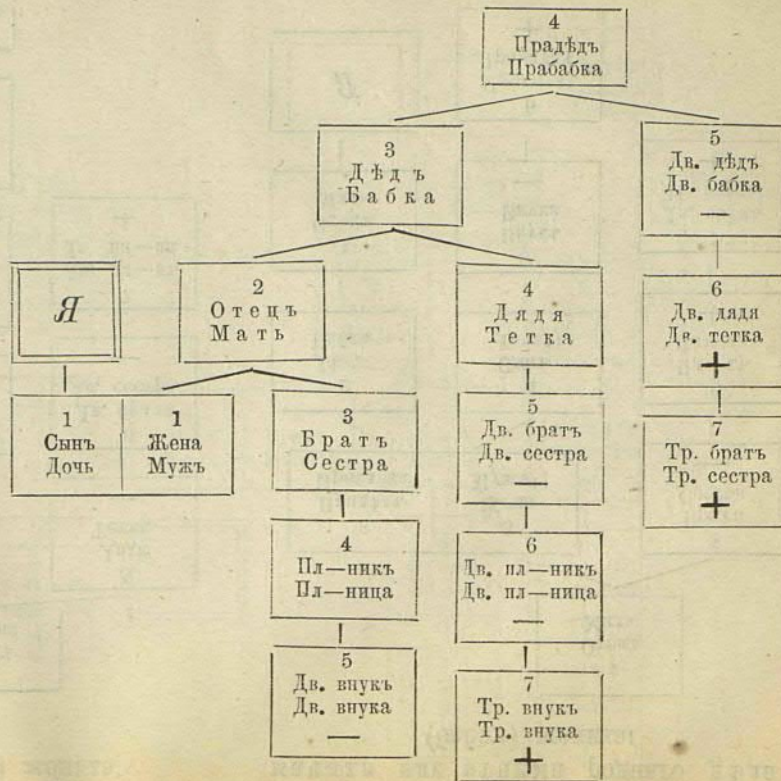 4
Прадѣдъ
Прабабка
3
Дѣдъ
Бабка
5
Дв. дѣдъ
Дв. бабка
—
Я
2
Отецъ
Мать
4
Дядя
Тетка
6
Дв. дядя
Дв. тетка
+
1
Сынъ
Дочь
1
Жена
Мужъ
3
Братъ
Сестра
5
Дв. братъ
Дв. сестра
—
7
Тр. братъ
Тр. сестра
+
4
Пл—никъ
Пл—ница
6
Дв. пл—никъ
Дв. пл—ница
—
5
Дв. внукъ
Дв. внука
—
7
Тр. внукъ
Тр. внука
+